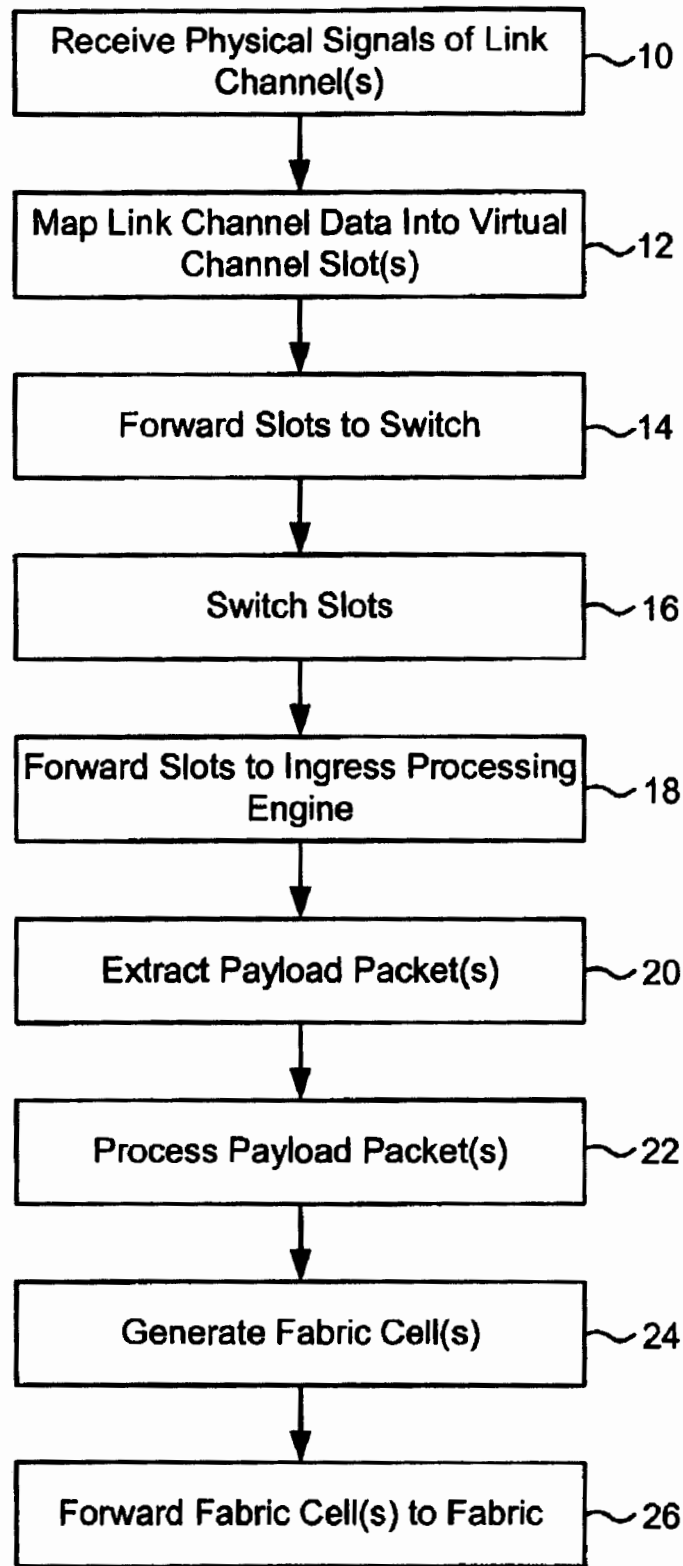 Receive Physical Signals of Link
Channel(s)
10
Map Link Channel Data Into Virtual
Channel Slot(s)
12
Forward Slots to Switch
14
Switch Slots
16
Forward Slots to Ingress Processing
Engine
18
Extract Payload Packet(s)
20
Process Payload Packet(s)
22
Generate Fabric Cell(s)
24
Forward Fabric Cell(s) to Fabric
26